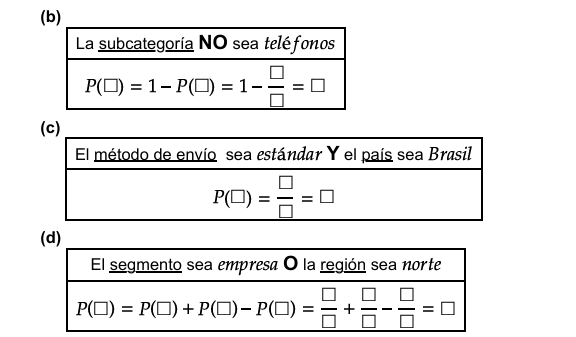 (b)
La subcategoría NO sea teléfonos
P(□) = 1 − P(□) = 1 − □/□ = □
(c)
El método de envío sea estándar Y el país sea Brasil
P(□) = □/□ = □
(d)
El segmento sea empresa O la región sea norte
P(□) = P(□) + P(□) − P(□) = □/□ + □/□ − □/□ = □